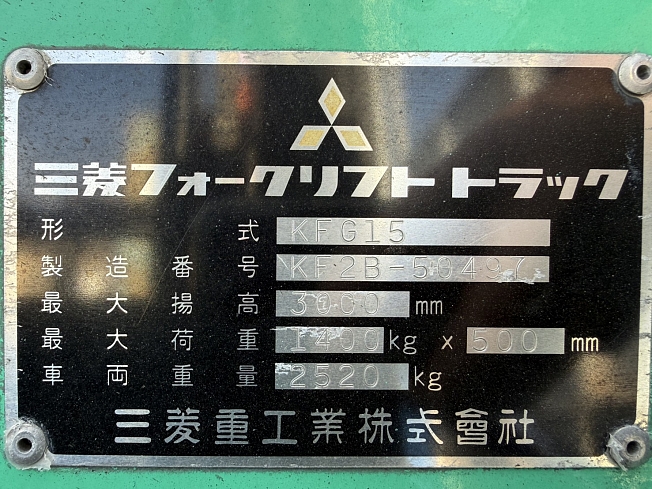 三菱フォークリフトトラック
形式 KFG15
製造番号 KF2B-50497
最大揚高 3000 mm
最大荷重 1400 kg x 500 mm
車両重量 2520 kg
三菱重工業株式會社